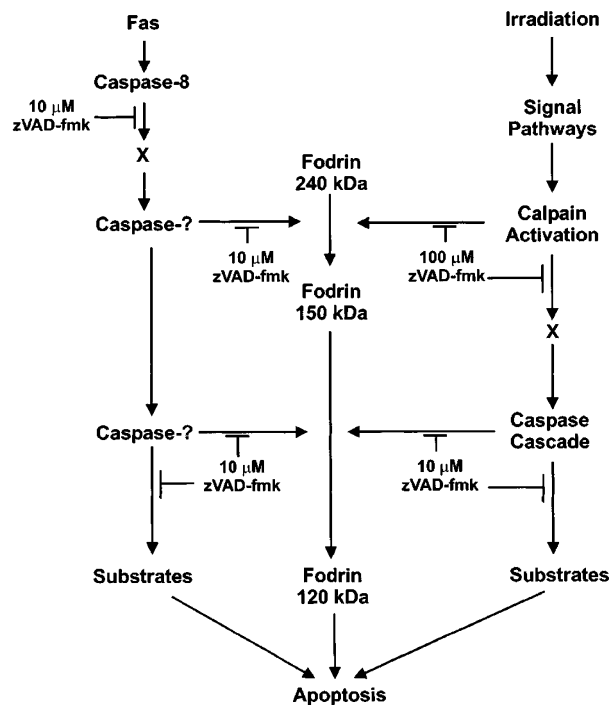 Fas
Irradiation
Caspase-8
10 µM
zVAD-fmk
Signal
Pathways
X
Fodrin
240 kDa
Caspase-?
Calpain
Activation
10 µM
zVAD-fmk
100 µM
zVAD-fmk
Fodrin
150 kDa
X
Caspase-?
Caspase
Cascade
10 µM
zVAD-fmk
10 µM
zVAD-fmk
Substrates
Fodrin
120 kDa
Substrates
Apoptosis